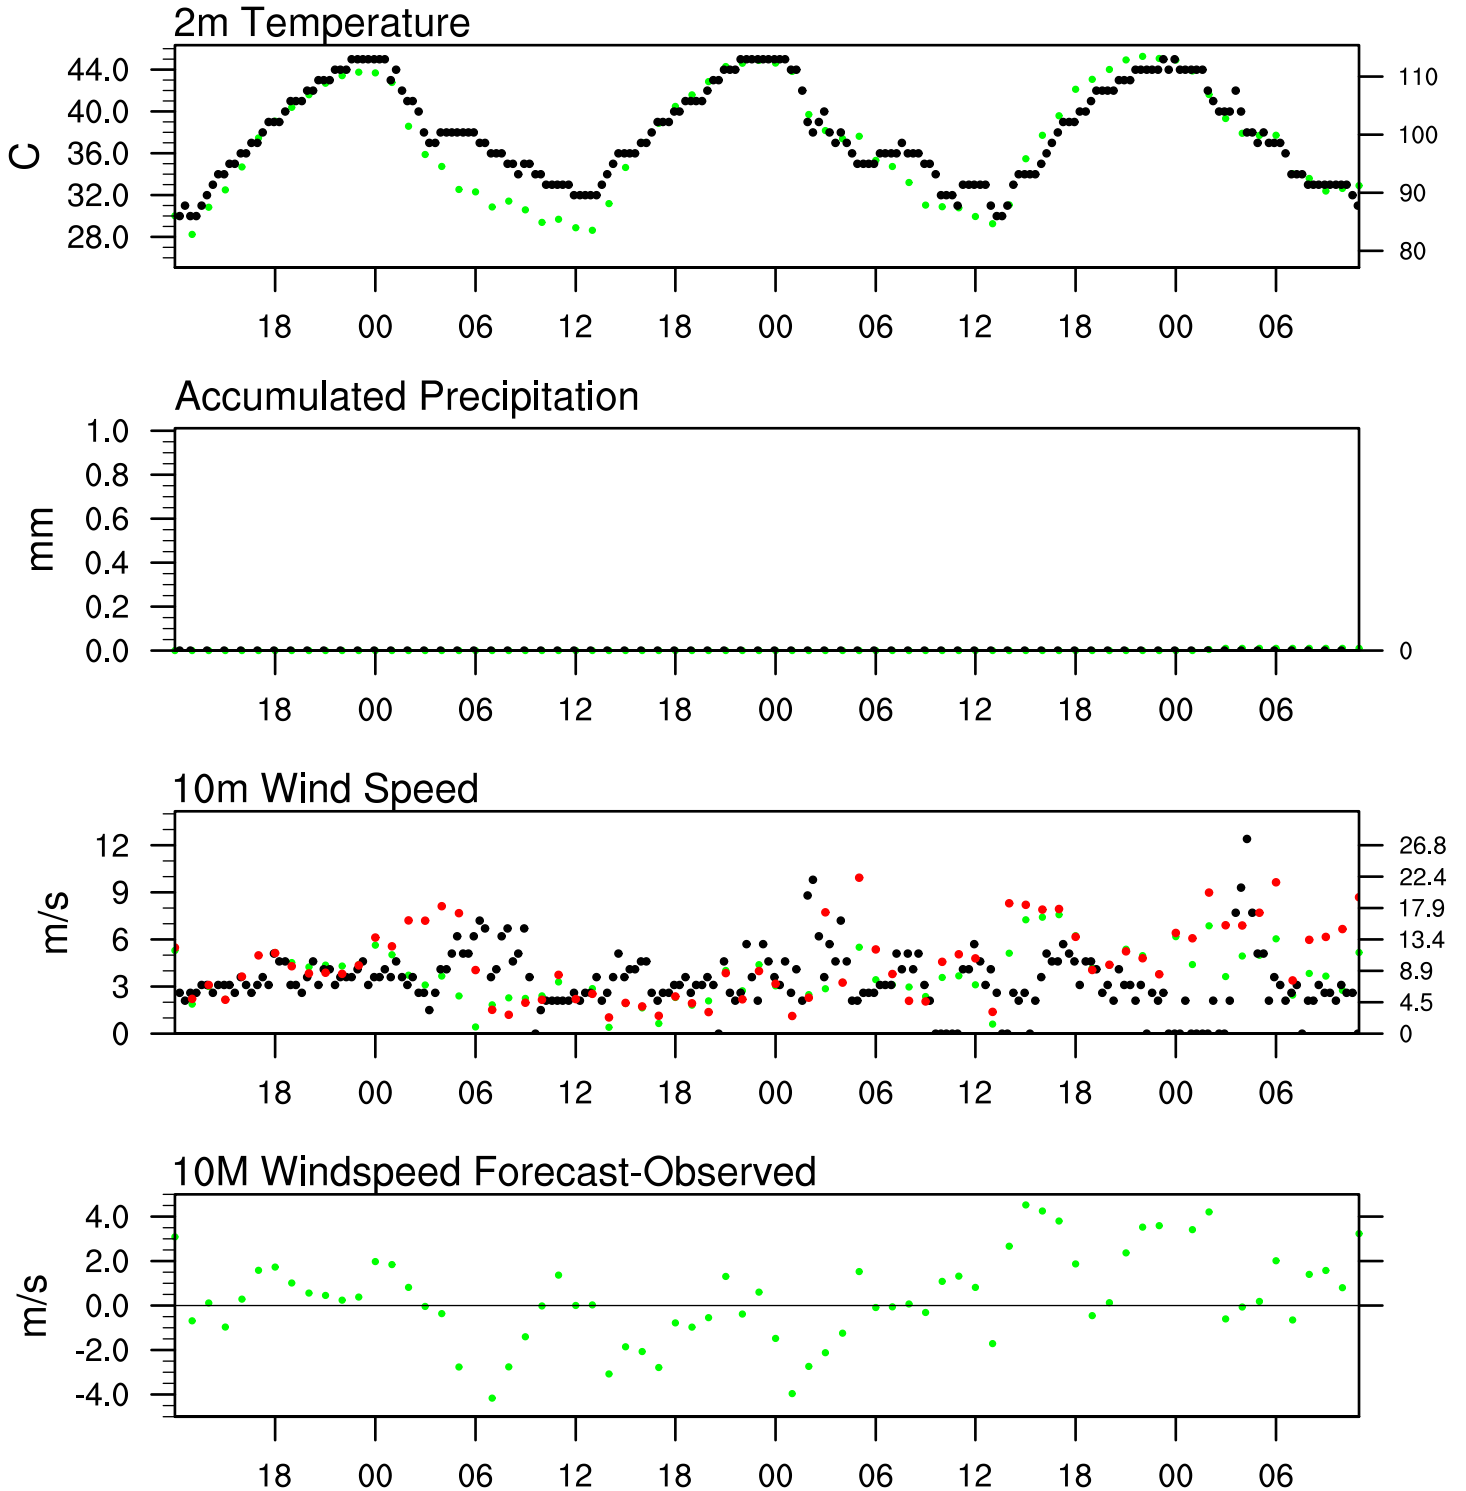 2m Temperature
44.0
40.0
36.0
32.0
28.0
C
110
100
90
80
18 00 06 12 18 00 06 12 18 00 06
Accumulated Precipitation
1.0
0.8
0.6
0.4
0.2
0.0
mm
0
18 00 06 12 18 00 06 12 18 00 06
10m Wind Speed
12
9
6
3
0
m/s
26.8
22.4
17.9
13.4
8.9
4.5
0
18 00 06 12 18 00 06 12 18 00 06
10M Windspeed Forecast-Observed
4.0
2.0
0.0
-2.0
-4.0
m/s
18 00 06 12 18 00 06 12 18 00 06